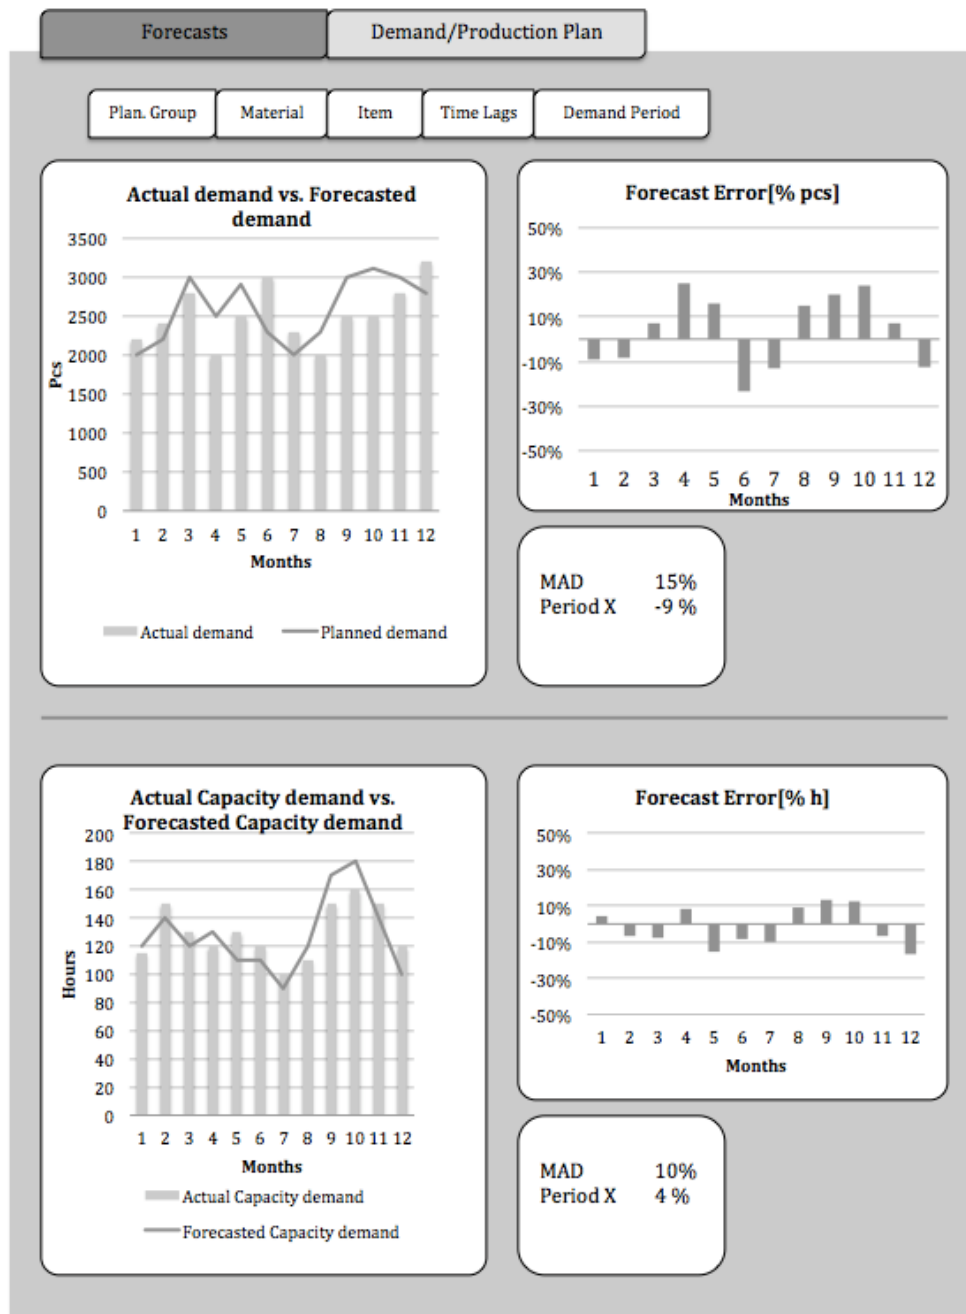 Forecasts
Demand/Production Plan
Plan. Group
Material
Item
Time Lags
Demand Period
Actual demand vs. Forecasted
demand
3500
3000
2500
2000
1500
1000
500
0
Pcs
1 2 3 4 5 6 7 8 9 10 11 12
Months
Actual demand
Planned demand
Forecast Error[% pcs]
50%
30%
10%
-10%
-30%
-50%
1 2 3 4 5 6 7 8 9 10 11 12
Months
MAD 15%
Period X -9 %
Actual Capacity demand vs.
Forecasted Capacity demand
200
180
160
140
120
100
80
60
40
20
0
Hours
1 2 3 4 5 6 7 8 9 10 11 12
Months
Actual Capacity demand
Forecasted Capacity demand
Forecast Error[% h]
50%
30%
10%
-10%
-30%
-50%
1 2 3 4 5 6 7 8 9 10 11 12
Months
MAD 10%
Period X 4 %